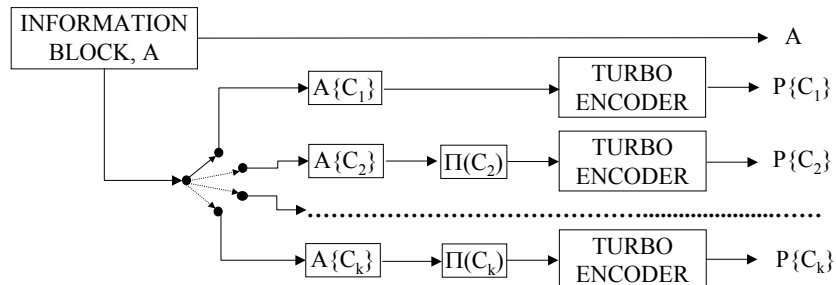 INFORMATION
BLOCK, A
A
A{C₁}
TURBO
ENCODER
P{C₁}
A{C₂}
Π(C₂)
TURBO
ENCODER
P{C₂}
A{Cₖ}
Π(Cₖ)
TURBO
ENCODER
P{Cₖ}